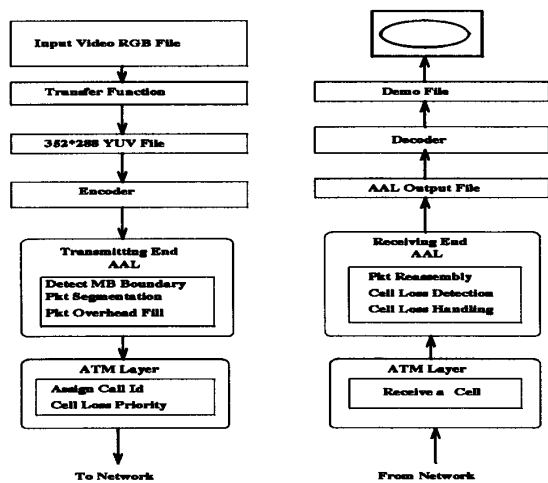 Input Video RGB File
Transfer Function
352*288 YUV File
Encoder
Transmitting End
AAL
Detect MB Boundary
Pkt Segmentation
Pkt Overhead Fill
ATM Layer
Assign Call Id
Cell Loss Priority
To Network
Demo File
Decoder
AAL Output File
Receiving End
AAL
Pkt Reassembly
Cell Loss Detection
Cell Loss Handling
ATM Layer
Receive a Cell
From Network